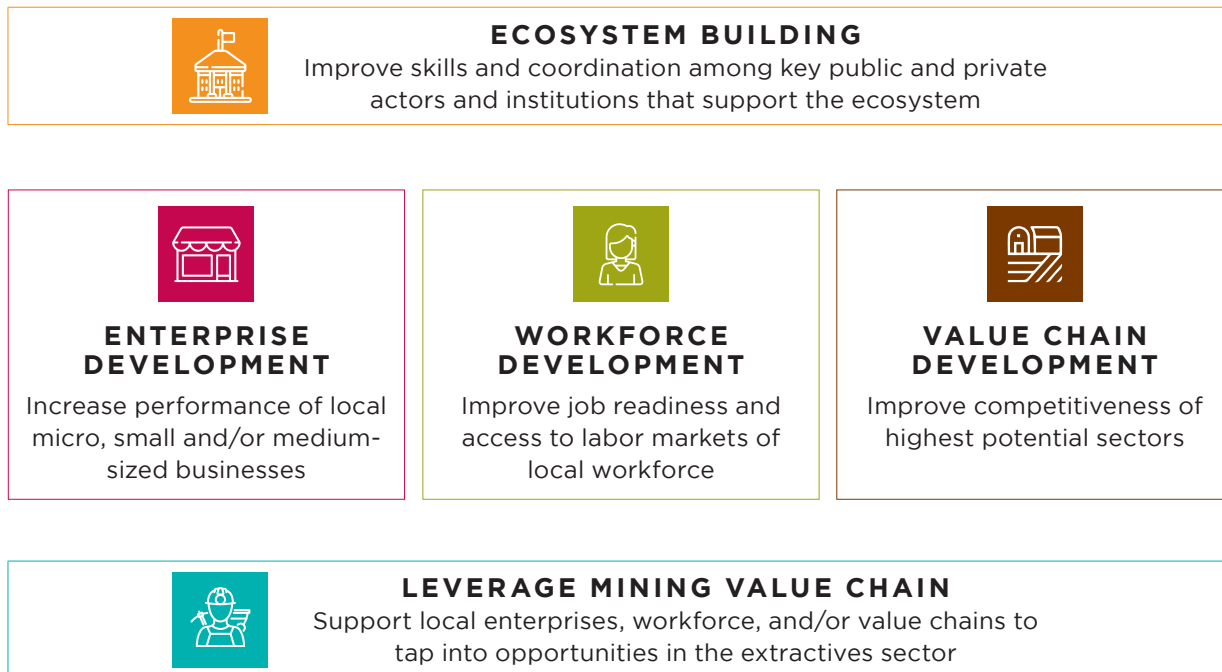 ECOSYSTEM BUILDING
Improve skills and coordination among key public and private
actors and institutions that support the ecosystem
ENTERPRISE
DEVELOPMENT
Increase performance of local
micro, small and/or medium-
sized businesses
WORKFORCE
DEVELOPMENT
Improve job readiness and
access to labor markets of
local workforce
VALUE CHAIN
DEVELOPMENT
Improve competitiveness of
highest potential sectors
LEVERAGE MINING VALUE CHAIN
Support local enterprises, workforce, and/or value chains to
tap into opportunities in the extractives sector